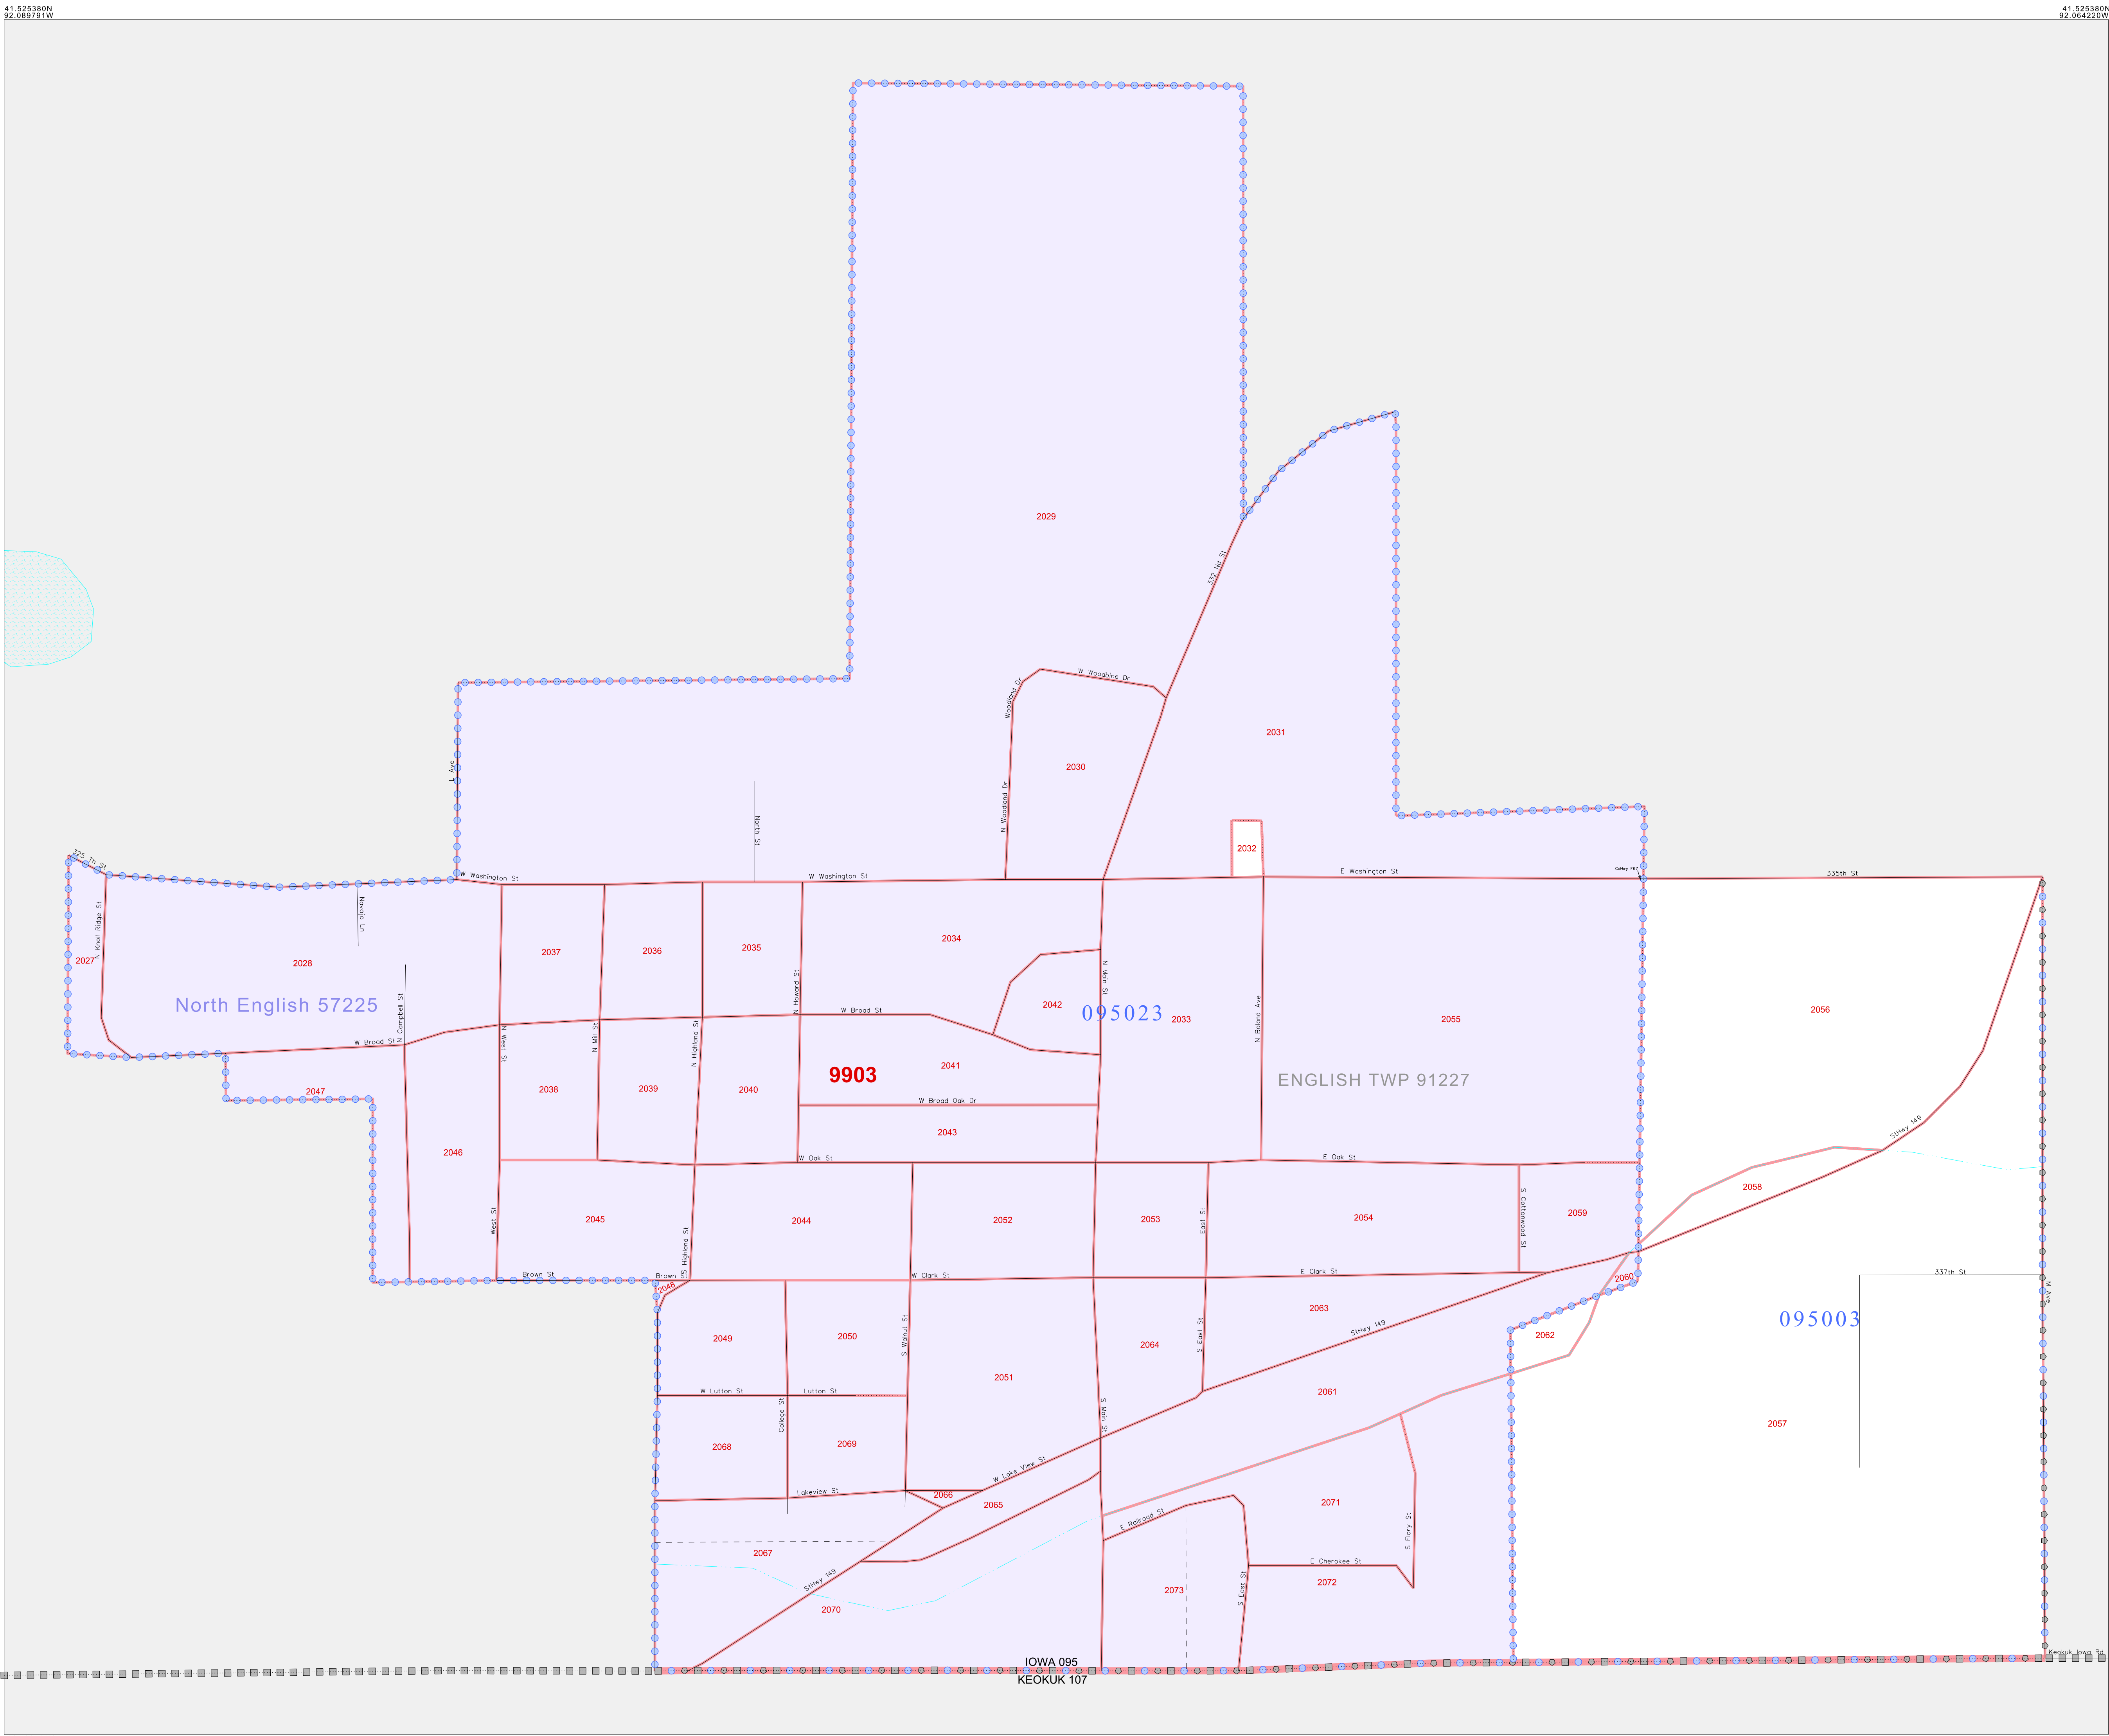 41.525380N
92.089791W
41.525380N
92.064220W
2029
332 Nd St
W Woodbine Dr
Woodland Dr
2031
L Ave
2030
N Woodland Dr
North St
2032
325 Th St
W Washington St
W Washington St
E Washington St
335th St
Navajo Ln
N Knoll Ridge St
2027
2028
2037
2036
2035
2034
N Howard St
2042
N Main St
2033
N Boland Ave
2055
2056
North English 57225
095023
N Campbell St
W Broad St
W Broad St
N West St
N Mill St
N Highland St
2047
2038
2039
2040
9903
2041
ENGLISH TWP 91227
W Broad Oak Dr
2043
StHwy 149
2046
W Oak St
E Oak St
2058
West St
2045
S Highland St
2044
2052
2053
East St
2054
S Cottonwood St
2059
Brown St
Brown St
W Clark St
E Clark St
2060
337th St
M Ave
2048
2049
2050
S Walnut St
2051
2064
S East St
2063
StHwy 149
2062
095003
W Lutton St
Lutton St
College St
S Main St
2061
2057
2068
2069
W Lake View St
Lakeview St
2066
2065
E Railroad St
2071
S Flory St
2067
E Cherokee St
StHwy 149
2070
2073
S East St
2072
IOWA 095
KEOKUK 107
Keokuk Iowa Rd